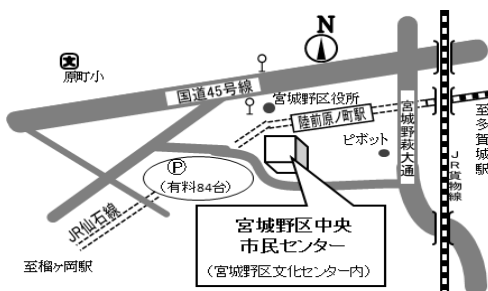 N
文
原町小
国道45号線
宮城野区役所
陸前原ノ町駅
宮城野萩大通
至多賀城駅
ピボット
JR貨物線
P
(有料84台)
JR仙石線
宮城野区中央
市民センター
(宮城野区文化センター内)
至榴ヶ岡駅